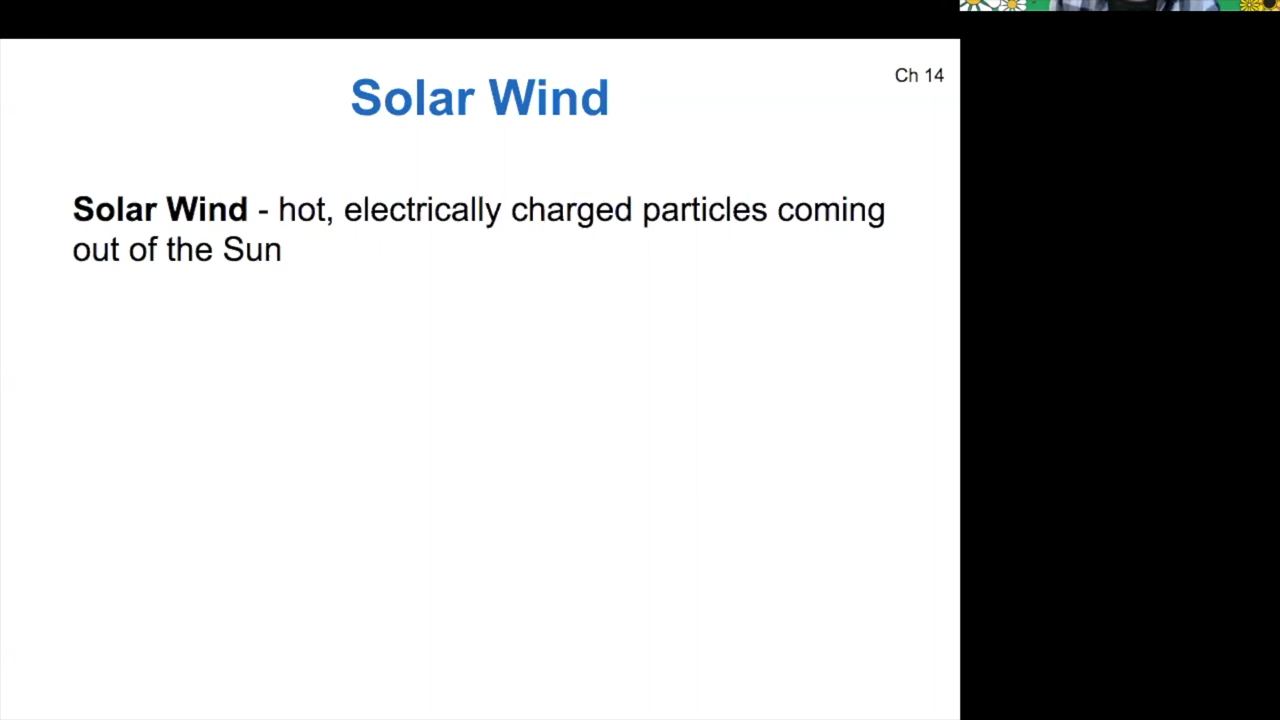 Ch 14
Solar Wind
Solar Wind - hot, electrically charged particles coming
out of the Sun